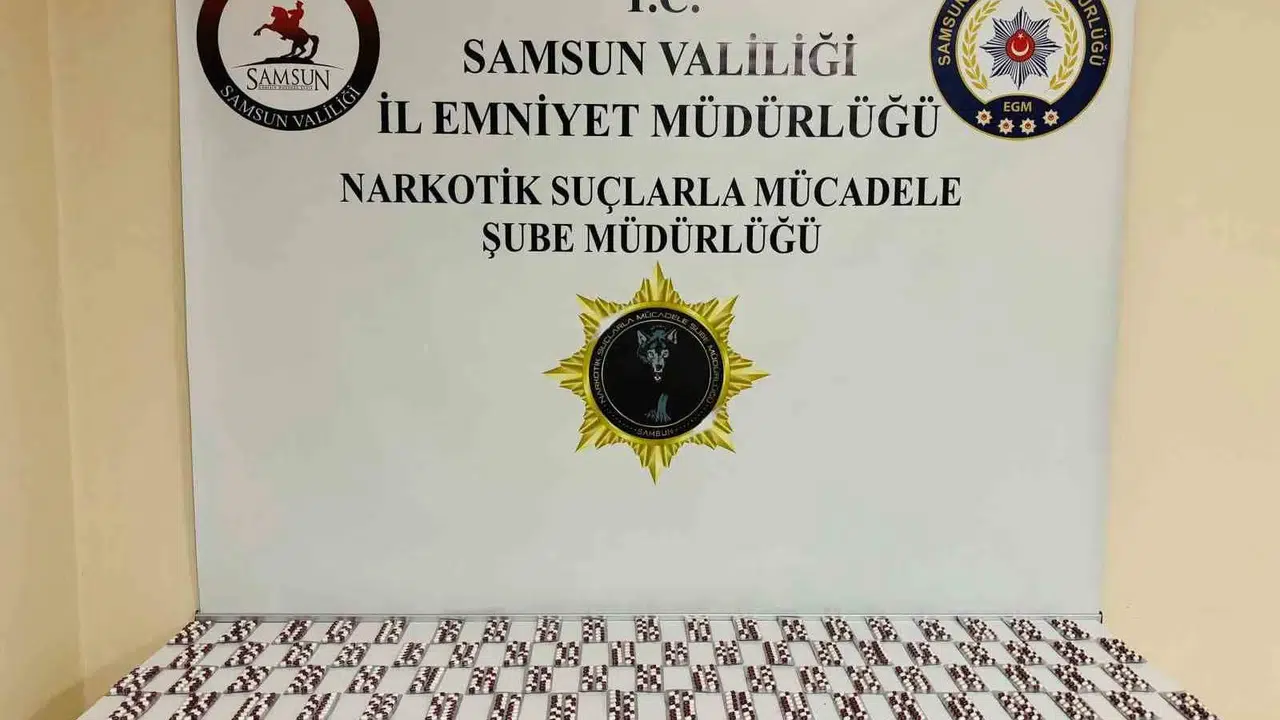 T.C.
SAMSUN VALİLİĞİ
İL EMNİYET MÜDÜRLÜĞÜ
NARKOTİK SUÇLARLA MÜCADELE
ŞUBE MÜDÜRLÜĞÜ
SAMSUN
SAMSUN VALİLİĞİ
EGM
NARKOTİK SUÇLARLA MÜCADELE ŞUBE MÜDÜRLÜĞÜ
SAMSUN